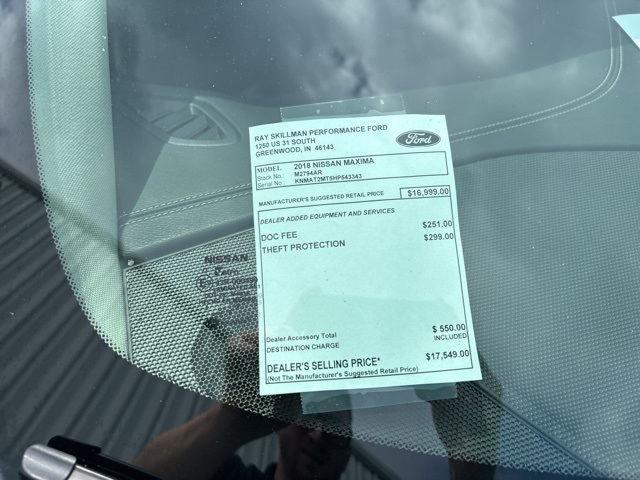 RAY SKILLMAN PERFORMANCE FORD
1250 US 31 SOUTH
GREENWOOD, IN 46143
Ford
MODEL 2018 NISSAN MAXIMA
Stock No.: M2794AR
Serial No.: KNMAT2MT5HP543343
MANUFACTURER'S SUGGESTED RETAIL PRICE $16,999.00
DEALER ADDED EQUIPMENT AND SERVICES
DOC FEE $251.00
THEFT PROTECTION $299.00
Dealer Accessory Total $ 550.00
DESTINATION CHARGE INCLUDED
DEALER'S SELLING PRICE* $17,549.00
(Not The Manufacturer's Suggested Retail Price)
NISSAN